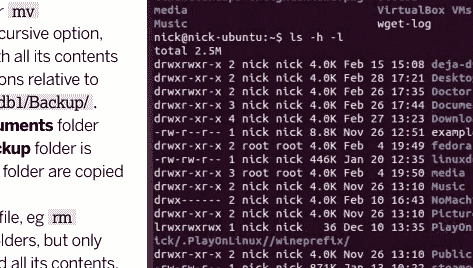 r mv
cursive option,
th all its contents
ons relative to
db1/Backup/.
uments folder
kup folder is
folder are copied
file, eg rm
lders, but only
d all its contents.
media VirtualBox VMs
Music wget-log
nick@nick-ubuntu:~$ ls -h -l
total 2.5M
drwxrwxr-x 2 nick nick 4.0K Feb 15 15:08 deja-d
drwxr-xr-x 2 nick nick 4.0K Feb 28 17:21 Deskto
drwxr-xr-x 2 nick nick 4.0K Feb 26 17:35 Doctor
drwxr-xr-x 3 nick nick 4.0K Feb 26 17:44 Docume
drwxr-xr-x 4 nick nick 4.0K Feb 27 13:23 Downlo
-rw-r--r-- 1 nick nick 8.8K Nov 26 12:51 exampl
drwxr-xr-x 2 root root 4.0K Feb 4 19:49 fedora
-rw-rw-r-- 1 nick nick 446K Jan 20 12:35 linuxd
drwxr-xr-x 3 root root 4.0K Feb 4 19:50 media
drwxr-xr-x 2 nick nick 4.0K Nov 26 13:10 Music
drwx------ 2 nick nick 4.0K Feb 10 16:43 NoMach
drwxr-xr-x 2 nick nick 4.0K Nov 26 13:10 Pictur
lrwxrwxrwx 1 nick nick 36 Dec 10 13:35 PlayOn
ick/.PlayOnLinux//wineprefix/
drwxr-xr-x 2 nick nick 4.0K Nov 26 13:10 Public